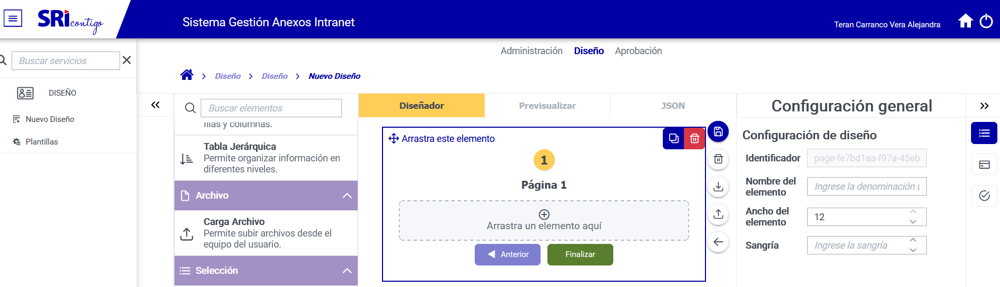 SRi contigo
Sistema Gestión Anexos Intranet
Teran Carranco Vera Alejandra
Buscar servicios
DISEÑO
Nuevo Diseño
Plantillas
Administración Diseño Aprobación
Diseño Diseño Nuevo Diseño
Buscar elementos
filas y columnas.
Tabla Jerárquica
Permite organizar información en
diferentes niveles.
Archivo
Carga Archivo
Permite subir archivos desde el
equipo del usuario.
Selección
Diseñador Previsualizar JSON
Arrastra este elemento
1
Página 1
Arrastra un elemento aquí
Anterior Finalizar
Configuración general
Configuración de diseño
Identificador page-fe7bd1aa-f97a-45eb
Nombre del
elemento
Ingrese la denominación u
Ancho del
elemento
12
Sangría Ingrese la sangría